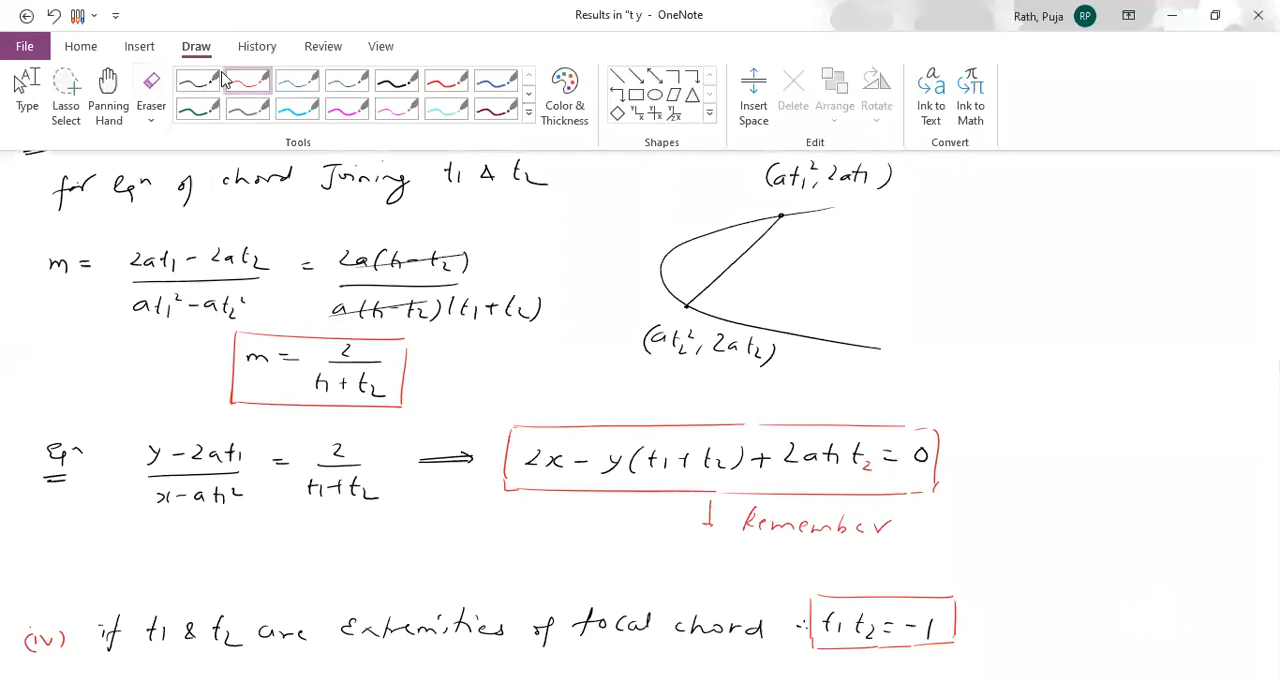 Results in "t y - OneNote
Rath, Puja RP
File Home Insert Draw History Review View
Type Lasso Select Panning Hand Eraser Color & Thickness Insert Space Delete Arrange Rotate Ink to Text Ink to Math
Tools Shapes Edit Convert
for Eqn of chord Joining t1 & t2
(at1², 2at1)
m = (2at1 - 2at2)/(at1² - at2²) = 2a(t1-t2)/a(t1-t2)(t1+t2)
(at2², 2at2)
m = 2/(t1+t2)
Eqn (y - 2at1)/(x - at1²) = 2/(t1+t2) ⟹ 2x - y(t1+t2) + 2at1t2 = 0
↓ Remember
(iv) if t1 & t2 are Extremities of focal chord ∴ t1t2 = -1